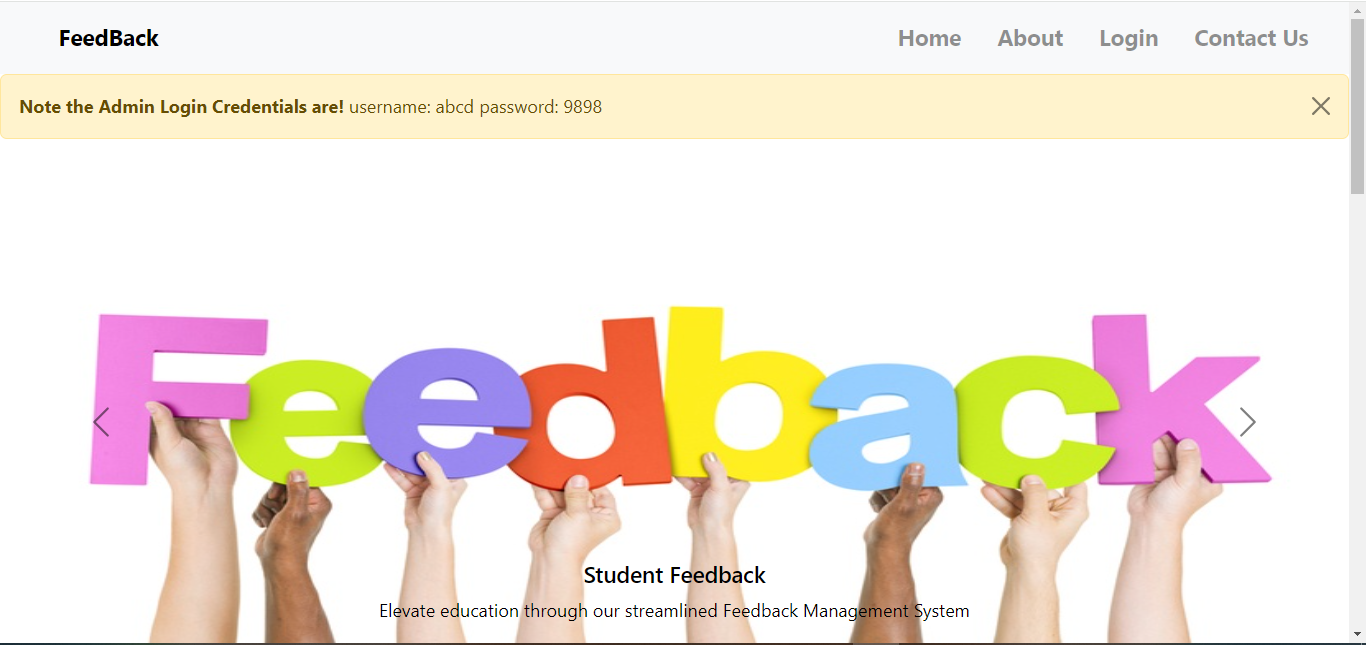 FeedBack Home About Login Contact Us
Note the Admin Login Credentials are! username: abcd password: 9898
Feedback
Student Feedback
Elevate education through our streamlined Feedback Management System